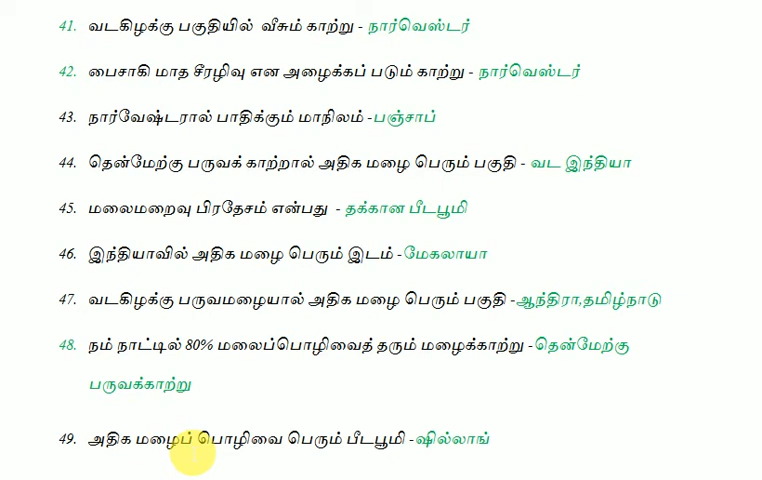 41. வடகிழக்கு பகுதியில் வீசும் காற்று - நார்வெஸ்டர்
42. பைசாகி மாத சீரழிவு என அழைக்கப் படும் காற்று - நார்வெஸ்டர்
43. நார்வேஷ்டரால் பாதிக்கும் மாநிலம் -பஞ்சாப்
44. தென்மேற்கு பருவக் காற்றால் அதிக மழை பெரும் பகுதி - வட இந்தியா
45. மலைமறைவு பிரதேசம் என்பது - தக்கான பீடபூமி
46. இந்தியாவில் அதிக மழை பெரும் இடம் -மேகலாயா
47. வடகிழக்கு பருவமழையால் அதிக மழை பெரும் பகுதி -ஆந்திரா,தமிழ்நாடு
48. நம் நாட்டில் 80% மலைப்பொழிவைத் தரும் மழைக்காற்று -தென்மேற்கு
பருவக்காற்று
49. அதிக மழைப் பொழிவை பெரும் பீடபூமி -ஷில்லாங்